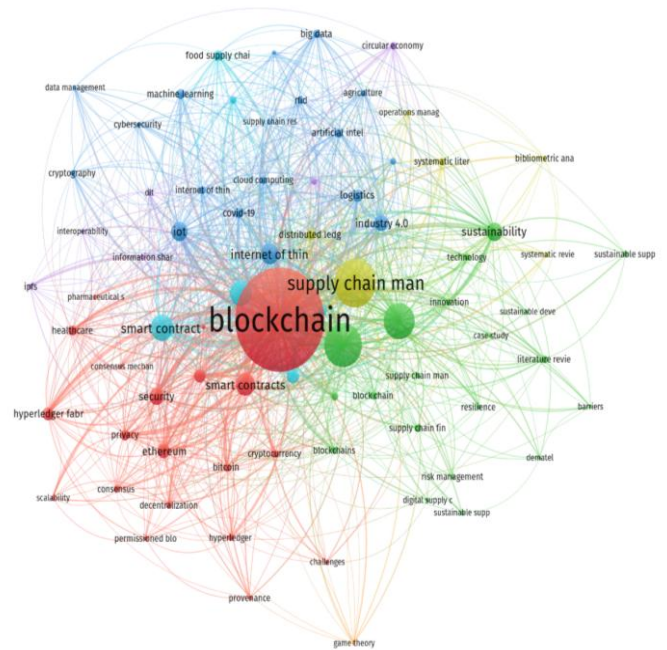 big data
circular economy
food supply chai
data management
machine learning
rfid
agriculture
operations manag
cybersecurity
supply chain res
artificial intel
systematic liter
bibliometric ana
cryptography
cloud computing
dlt
internet of thin
logistics
covid-19
industry 4.0
interoperability
iot
distributed ledg
sustainability
information shar
internet of thin
technology
systematic revie
sustainable supp
ipfs
supply chain man
pharmaceutical s
innovation
sustainable deve
blockchain
healthcare
smart contract
case study
literature revie
consensus mechan
supply chain man
smart contracts
security
blockchain
hyperledger fabr
resilience
barriers
supply chain fin
privacy
ethereum
cryptocurrency
blockchains
dematel
bitcoin
risk management
consensus
scalability
decentralization
digital supply c
sustainable supp
permissioned blo
hyperledger
challenges
provenance
game theory